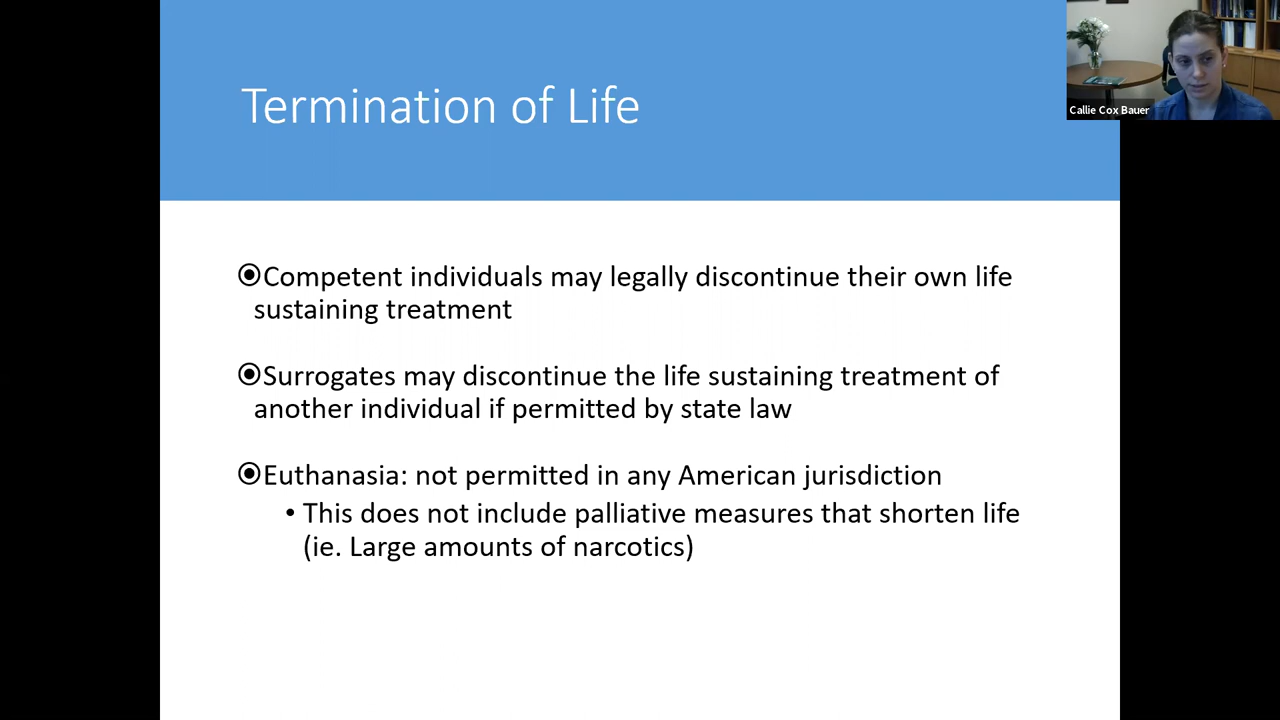 Termination of Life
Callie Cox Bauer
Competent individuals may legally discontinue their own life
sustaining treatment
Surrogates may discontinue the life sustaining treatment of
another individual if permitted by state law
Euthanasia: not permitted in any American jurisdiction
• This does not include palliative measures that shorten life
(ie. Large amounts of narcotics)